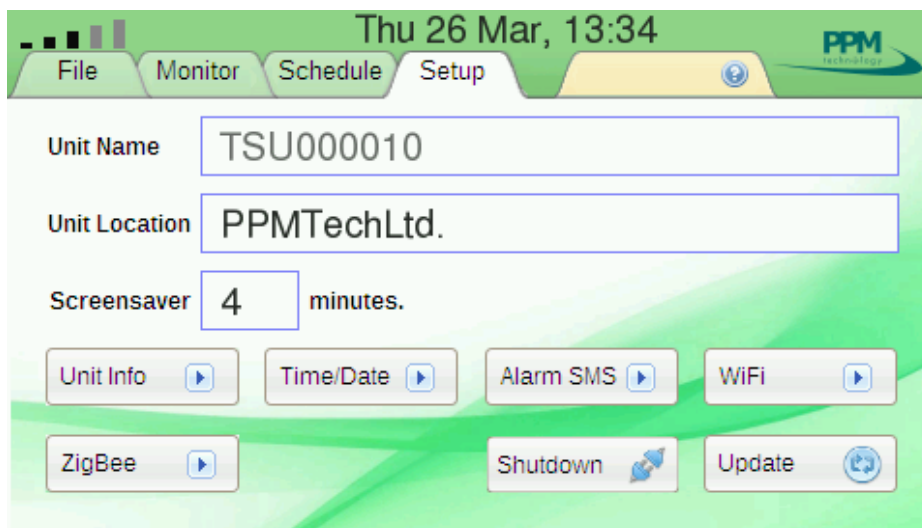 Thu 26 Mar, 13:34
PPM
technology
File Monitor Schedule Setup
Unit Name TSU000010
Unit Location PPMTechLtd.
Screensaver 4 minutes.
Unit Info Time/Date Alarm SMS WiFi
ZigBee Shutdown Update